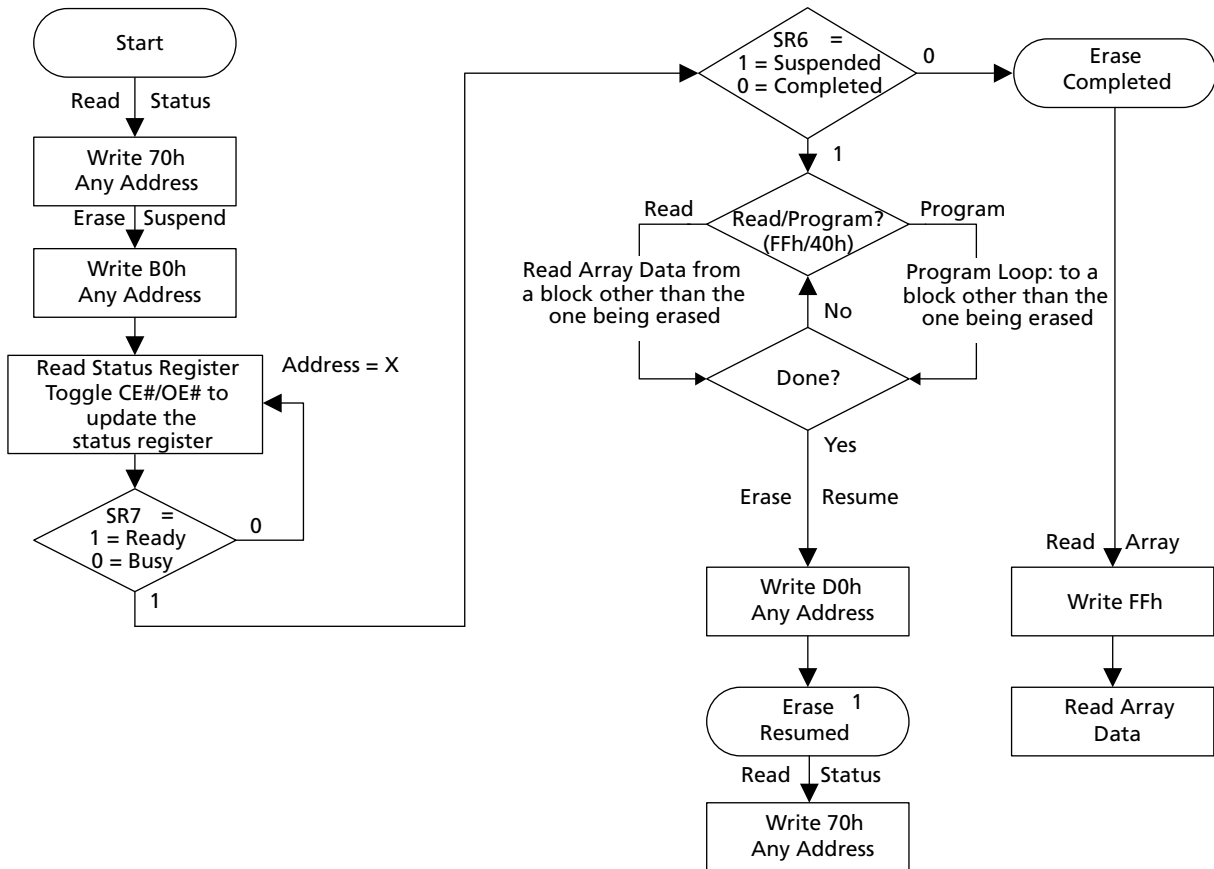 Start
Read Status
Write 70h
Any Address
Erase Suspend
Write B0h
Any Address
Read Status Register
Toggle CE#/OE# to
update the
status register
Address = X
SR7 =
1 = Ready
0 = Busy
0
1
SR6 =
1 = Suspended
0 = Completed
0
1
Erase
Completed
Read/Program?
(FFh/40h)
Read
Program
Read Array Data from
a block other than the
one being erased
Program Loop: to a
block other than the
one being erased
No
Done?
Yes
Erase Resume
Write D0h
Any Address
Erase 1
Resumed
Read Status
Write 70h
Any Address
Read Array
Write FFh
Read Array
Data